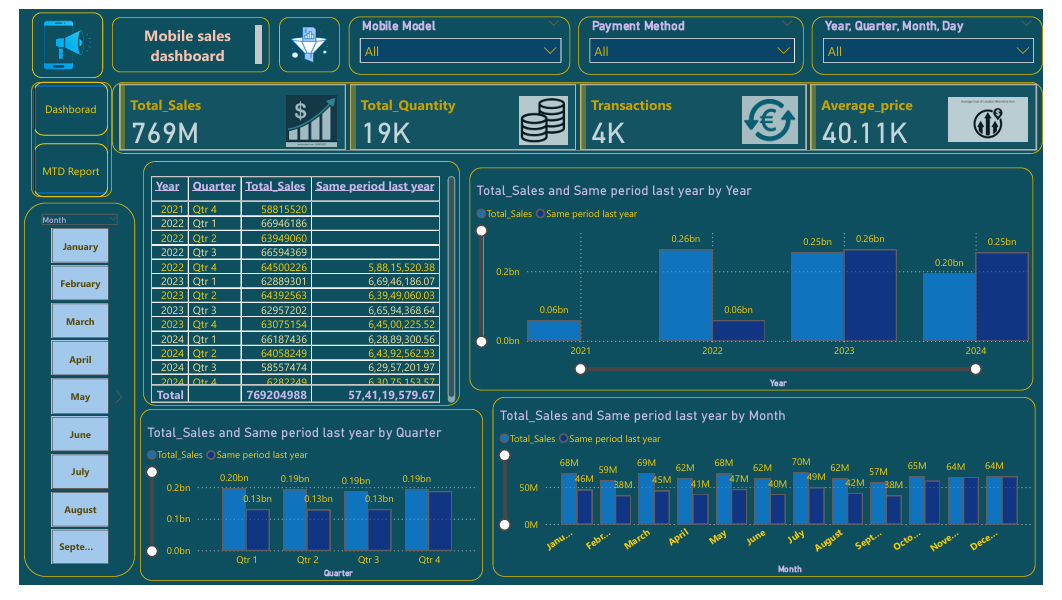 Mobile sales
dashboard
Mobile Model
All
Payment Method
All
Year, Quarter, Month, Day
All
Dashborad
MTD Report
Total_Sales
769M
Total_Quantity
19K
Transactions
4K
Average_price
40.11K
Month
January
February
March
April
May
June
July
August
Septe...
Year Quarter Total_Sales Same period last year
2021 Qtr 4 58815520
2022 Qtr 1 66946186
2022 Qtr 2 63949060
2022 Qtr 3 66594369
2022 Qtr 4 64500226 5,88,15,520.38
2023 Qtr 1 62889301 6,69,46,186.07
2023 Qtr 2 64392563 6,39,49,060.03
2023 Qtr 3 62957202 6,65,94,368.64
2023 Qtr 4 63075154 6,45,00,225.52
2024 Qtr 1 66187436 6,28,89,300.56
2024 Qtr 2 64058249 6,43,92,562.93
2024 Qtr 3 58557474 6,29,57,201.97
2024 Qtr 4 6282249 6,30,75,153.57
Total 769204988 57,41,19,579.67
Total_Sales and Same period last year by Year
Total_Sales Same period last year
0.2bn
0.0bn
0.06bn
0.26bn
0.06bn
0.25bn
0.26bn
0.20bn
0.25bn
2021 2022 2023 2024
Year
Total_Sales and Same period last year by Quarter
Total_Sales Same period last year
0.2bn
0.1bn
0.0bn
0.20bn 0.19bn 0.19bn 0.19bn
0.13bn 0.13bn 0.13bn
Qtr 1 Qtr 2 Qtr 3 Qtr 4
Quarter
Total_Sales and Same period last year by Month
Total_Sales Same period last year
50M
0M
68M 59M 69M 62M 68M 62M 70M 62M 57M 65M 64M 64M
46M 38M 45M 41M 47M 40M 49M 42M 38M
Janu... Febr... March April May June July August Sept... Octo... Nove... Dece...
Month